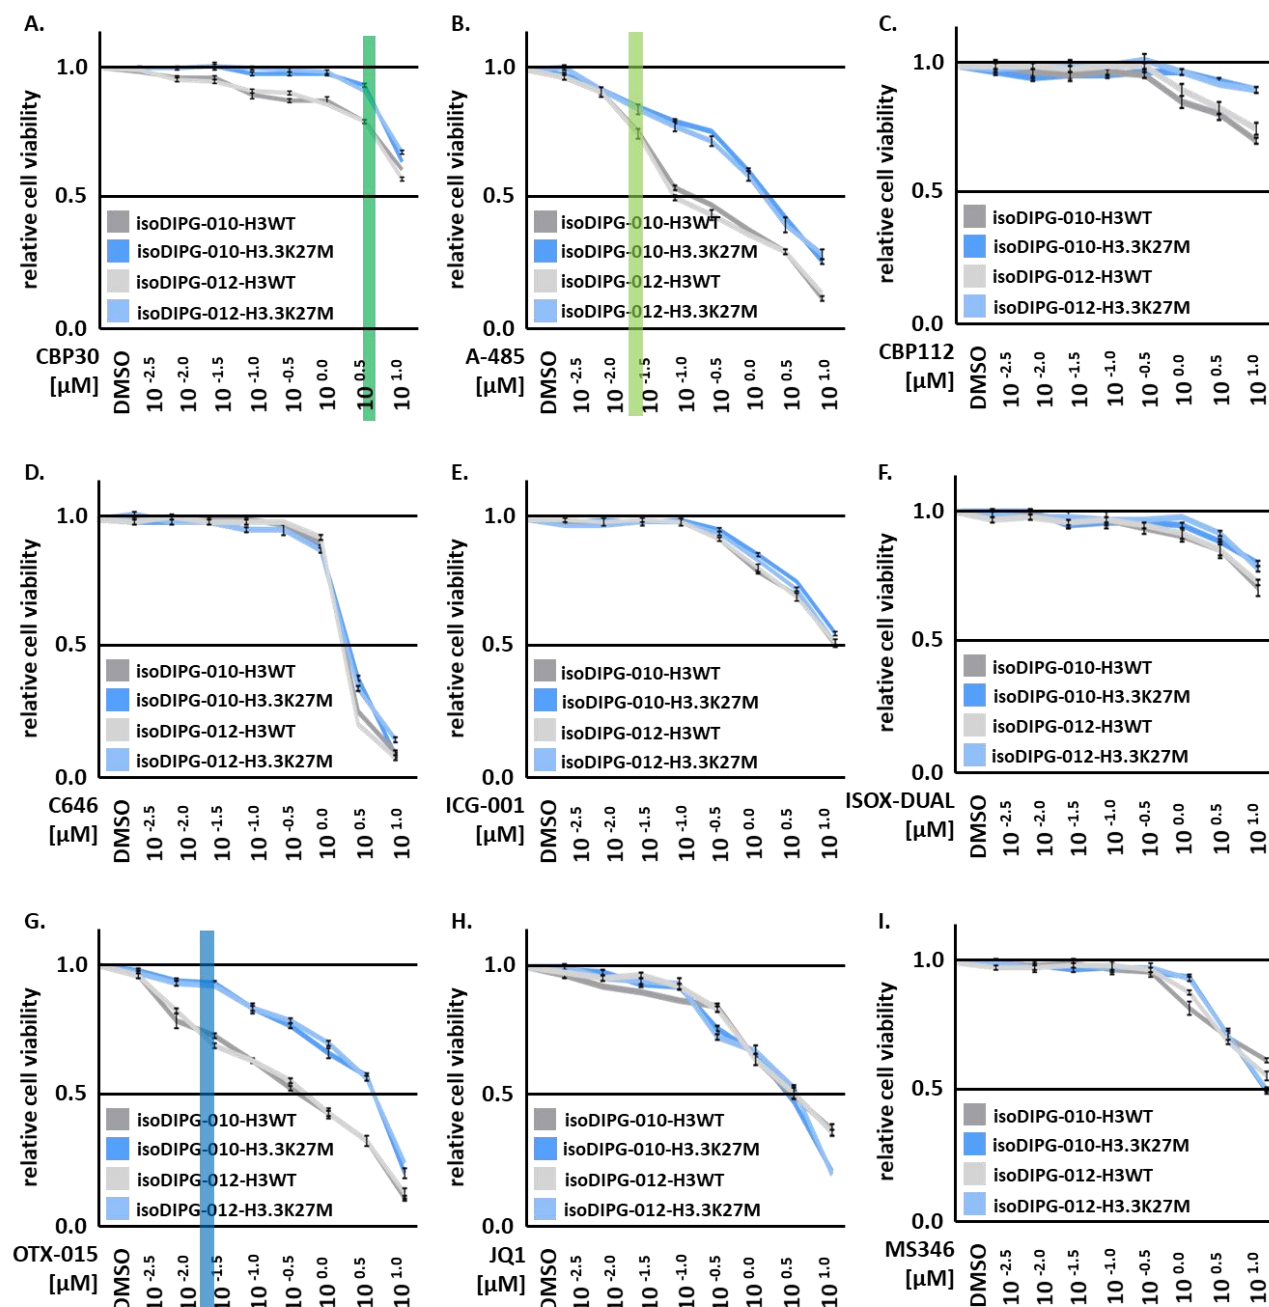 A.
1.0
0.5
0.0
relative cell viability
isoDIPG-010-H3WT
isoDIPG-010-H3.3K27M
isoDIPG-012-H3WT
isoDIPG-012-H3.3K27M
CBP30
[μM]
DMSO
10 -2.5
10 -2.0
10 -1.5
10 -1.0
10 -0.5
10 0.0
10 0.5
10 1.0
B.
1.0
0.5
0.0
relative cell viability
isoDIPG-010-H3WT
isoDIPG-010-H3.3K27M
isoDIPG-012-H3WT
isoDIPG-012-H3.3K27M
A-485
[μM]
DMSO
10 -2.5
10 -2.0
10 -1.5
10 -1.0
10 -0.5
10 0.0
10 0.5
10 1.0
C.
1.0
0.5
0.0
relative cell viability
isoDIPG-010-H3WT
isoDIPG-010-H3.3K27M
isoDIPG-012-H3WT
isoDIPG-012-H3.3K27M
CBP112
[μM]
DMSO
10 -2.5
10 -2.0
10 -1.5
10 -1.0
10 -0.5
10 0.0
10 0.5
10 1.0
D.
1.0
0.5
0.0
relative cell viability
isoDIPG-010-H3WT
isoDIPG-010-H3.3K27M
isoDIPG-012-H3WT
isoDIPG-012-H3.3K27M
C646
[μM]
DMSO
10 -2.5
10 -2.0
10 -1.5
10 -1.0
10 -0.5
10 0.0
10 0.5
10 1.0
E.
1.0
0.5
0.0
relative cell viability
isoDIPG-010-H3WT
isoDIPG-010-H3.3K27M
isoDIPG-012-H3WT
isoDIPG-012-H3.3K27M
ICG-001
[μM]
DMSO
10 -2.5
10 -2.0
10 -1.5
10 -1.0
10 -0.5
10 0.0
10 0.5
10 1.0
F.
1.0
0.5
0.0
relative cell viability
isoDIPG-010-H3WT
isoDIPG-010-H3.3K27M
isoDIPG-012-H3WT
isoDIPG-012-H3.3K27M
ISOX-DUAL
[μM]
DMSO
10 -2.5
10 -2.0
10 -1.5
10 -1.0
10 -0.5
10 0.0
10 0.5
10 1.0
G.
1.0
0.5
0.0
relative cell viability
isoDIPG-010-H3WT
isoDIPG-010-H3.3K27M
isoDIPG-012-H3WT
isoDIPG-012-H3.3K27M
OTX-015
[μM]
DMSO
10 -2.5
10 -2.0
10 -1.5
10 -1.0
10 -0.5
10 0.0
10 0.5
10 1.0
H.
1.0
0.5
0.0
relative cell viability
isoDIPG-010-H3WT
isoDIPG-010-H3.3K27M
isoDIPG-012-H3WT
isoDIPG-012-H3.3K27M
JQ1
[μM]
DMSO
10 -2.5
10 -2.0
10 -1.5
10 -1.0
10 -0.5
10 0.0
10 0.5
10 1.0
I.
1.0
0.5
0.0
relative cell viability
isoDIPG-010-H3WT
isoDIPG-010-H3.3K27M
isoDIPG-012-H3WT
isoDIPG-012-H3.3K27M
MS346
[μM]
DMSO
10 -2.5
10 -2.0
10 -1.5
10 -1.0
10 -0.5
10 0.0
10 0.5
10 1.0